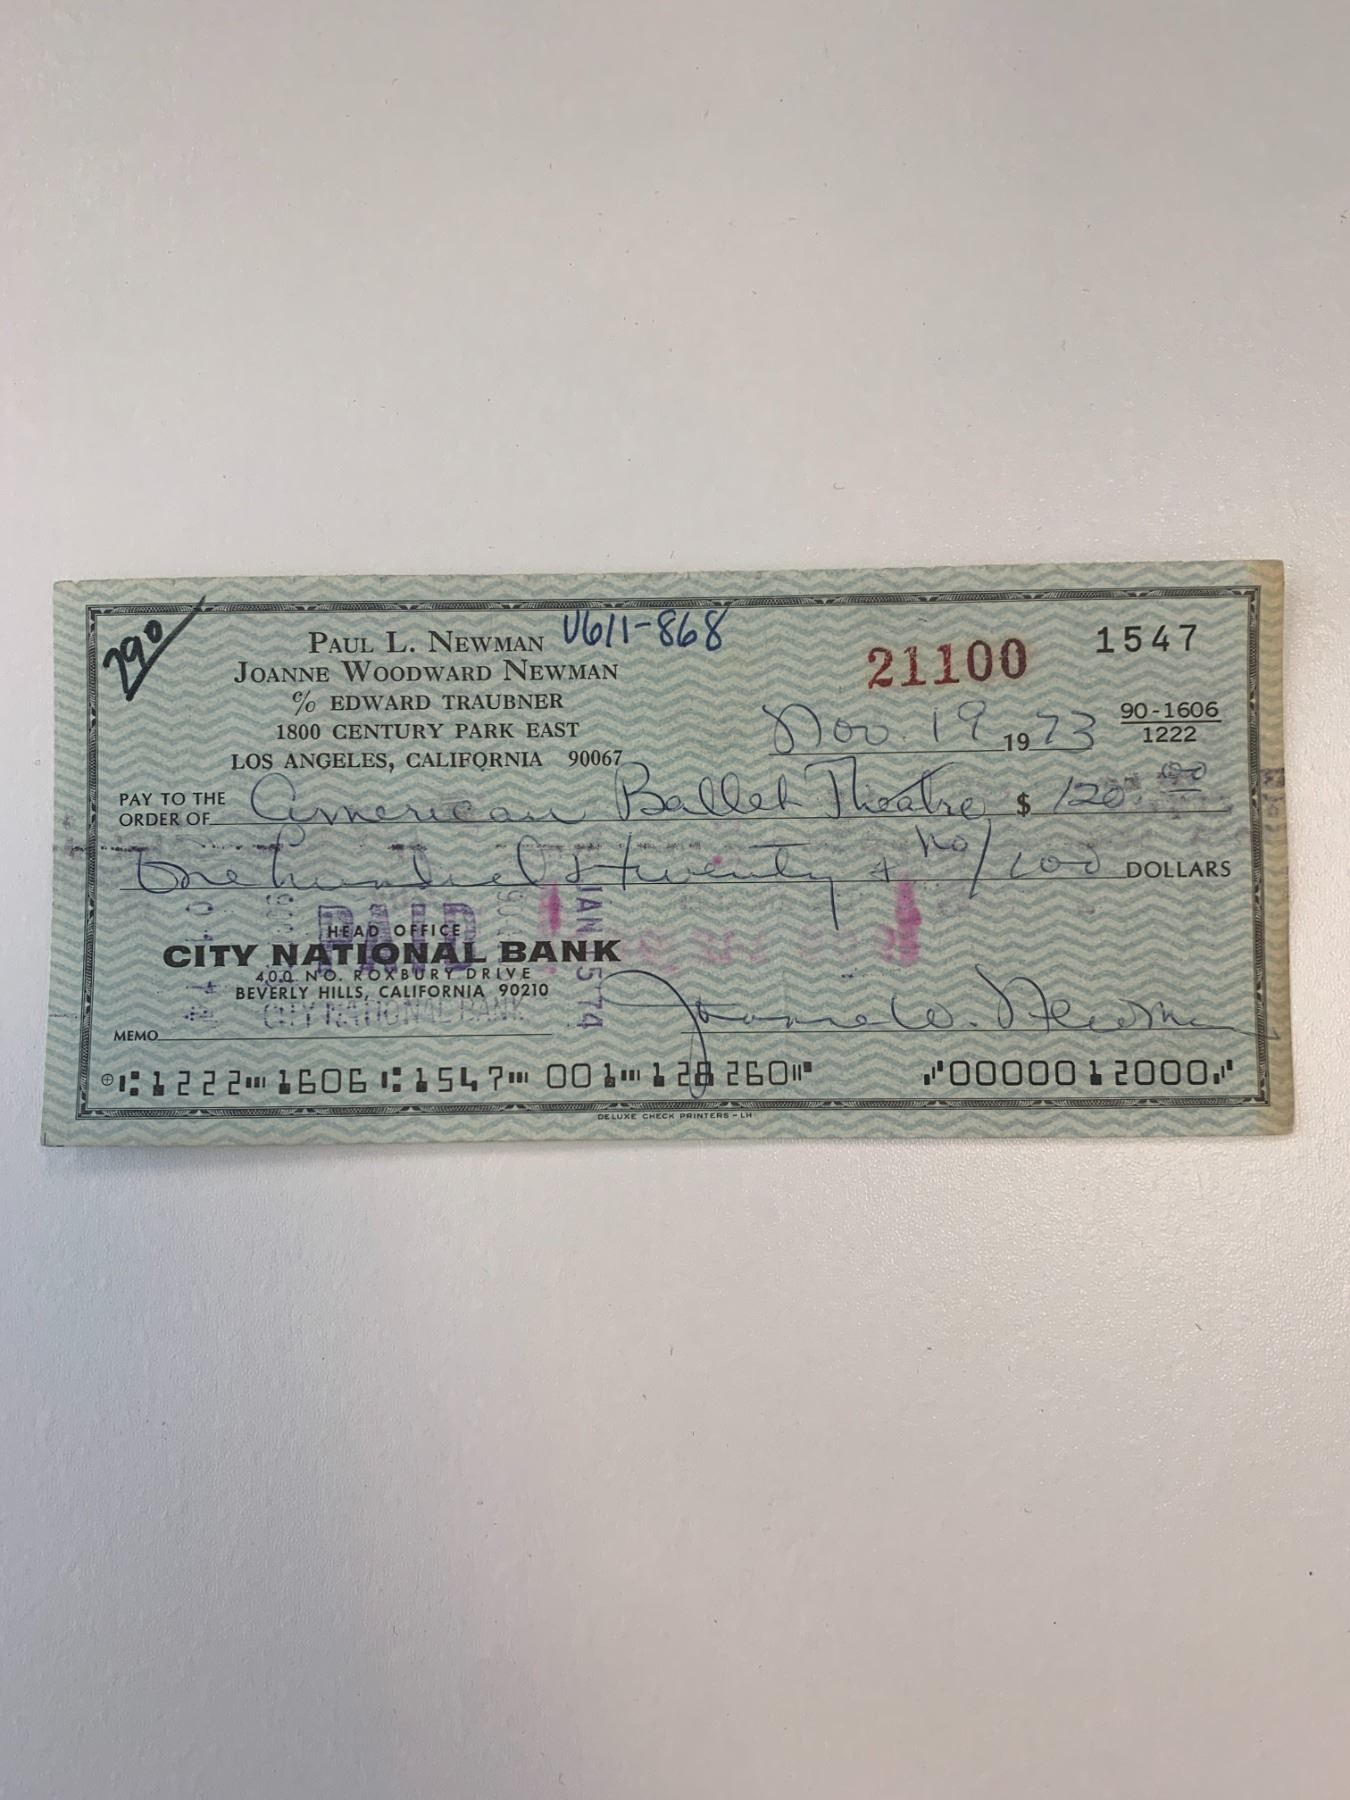 290
PAUL L. NEWMAN V611-868
JOANNE WOODWARD NEWMAN
c/o EDWARD TRAUBNER
1800 CENTURY PARK EAST
LOS ANGELES, CALIFORNIA 90067
21100
1547
Nov. 19 1973
90-1606
1222
PAY TO THE
ORDER OF American Ballet Theatre $ 120.00
One hundred & twenty & no/100 DOLLARS
PAID
JAN 5 74
HEAD OFFICE
CITY NATIONAL BANK
400 NO. ROXBURY DRIVE
BEVERLY HILLS, CALIFORNIA 90210
CITY NATIONAL BANK
MEMO
Joanne W. Newman
⑆1222⑉1606⑆1547⑉001⑉128260⑈ ⑇0000012000⑇
DELUXE CHECK PRINTERS - LH